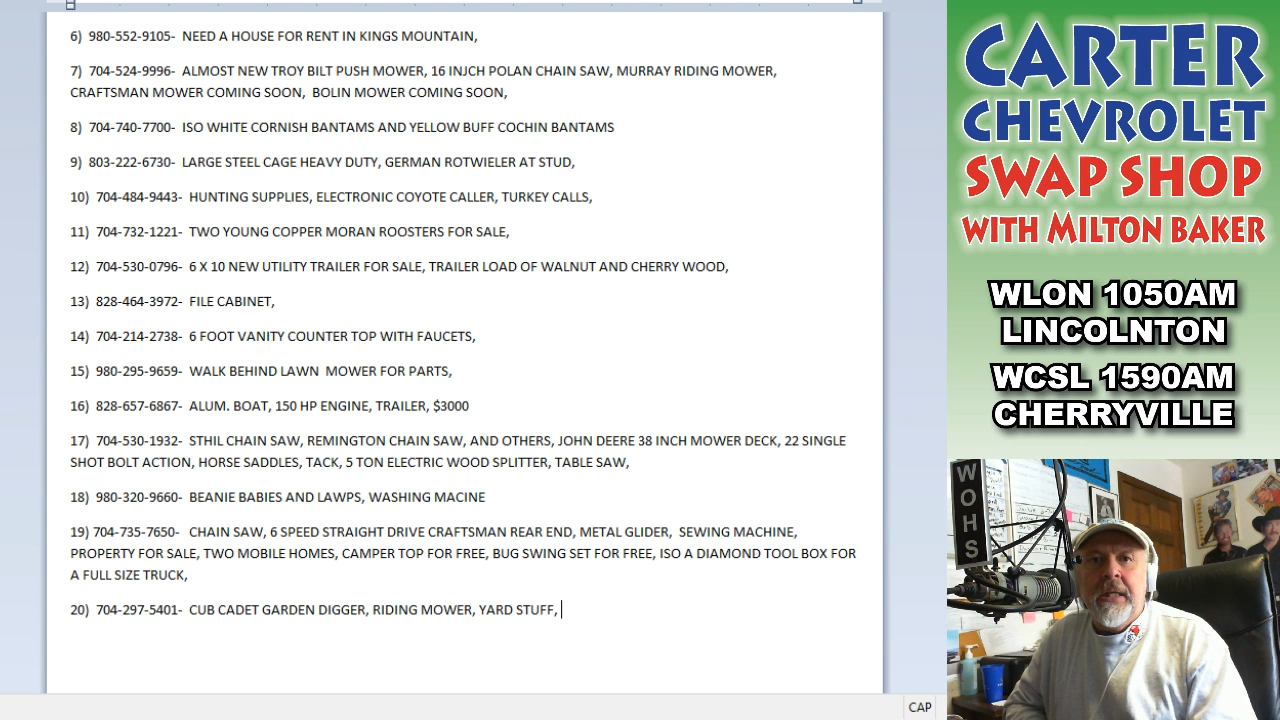 6) 980-552-9105- NEED A HOUSE FOR RENT IN KINGS MOUNTAIN,
7) 704-524-9996- ALMOST NEW TROY BILT PUSH MOWER, 16 INJCH POLAN CHAIN SAW, MURRAY RIDING MOWER,
CRAFTSMAN MOWER COMING SOON, BOLIN MOWER COMING SOON,
8) 704-740-7700- ISO WHITE CORNISH BANTAMS AND YELLOW BUFF COCHIN BANTAMS
9) 803-222-6730- LARGE STEEL CAGE HEAVY DUTY, GERMAN ROTWIELER AT STUD,
10) 704-484-9443- HUNTING SUPPLIES, ELECTRONIC COYOTE CALLER, TURKEY CALLS,
11) 704-732-1221- TWO YOUNG COPPER MORAN ROOSTERS FOR SALE,
12) 704-530-0796- 6 X 10 NEW UTILITY TRAILER FOR SALE, TRAILER LOAD OF WALNUT AND CHERRY WOOD,
13) 828-464-3972- FILE CABINET,
14) 704-214-2738- 6 FOOT VANITY COUNTER TOP WITH FAUCETS,
15) 980-295-9659- WALK BEHIND LAWN MOWER FOR PARTS,
16) 828-657-6867- ALUM. BOAT, 150 HP ENGINE, TRAILER, $3000
17) 704-530-1932- STHIL CHAIN SAW, REMINGTON CHAIN SAW, AND OTHERS, JOHN DEERE 38 INCH MOWER DECK, 22 SINGLE
SHOT BOLT ACTION, HORSE SADDLES, TACK, 5 TON ELECTRIC WOOD SPLITTER, TABLE SAW,
18) 980-320-9660- BEANIE BABIES AND LAWPS, WASHING MACINE
19) 704-735-7650- CHAIN SAW, 6 SPEED STRAIGHT DRIVE CRAFTSMAN REAR END, METAL GLIDER, SEWING MACHINE,
PROPERTY FOR SALE, TWO MOBILE HOMES, CAMPER TOP FOR FREE, BUG SWING SET FOR FREE, ISO A DIAMOND TOOL BOX FOR
A FULL SIZE TRUCK,
20) 704-297-5401- CUB CADET GARDEN DIGGER, RIDING MOWER, YARD STUFF,
CAP
CARTER
CHEVROLET
SWAP SHOP
WITH MILTON BAKER
WLON 1050AM
LINCOLNTON
WCSL 1590AM
CHERRYVILLE
WOHS